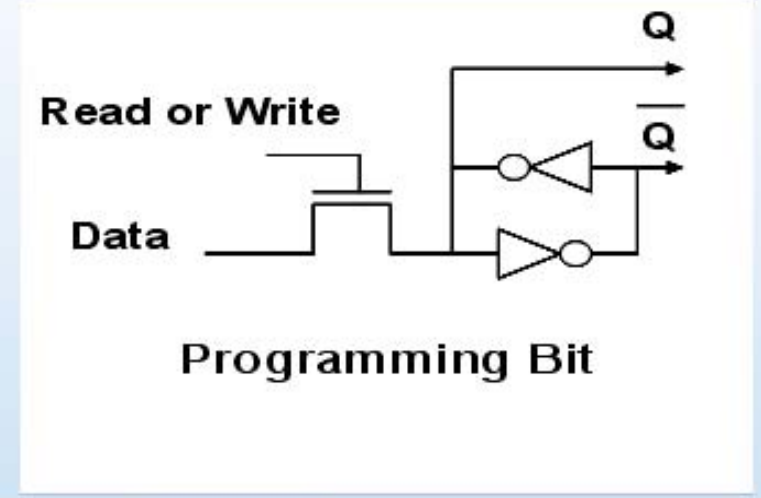 Q
Read or Write
Q̅
Data
Programming Bit